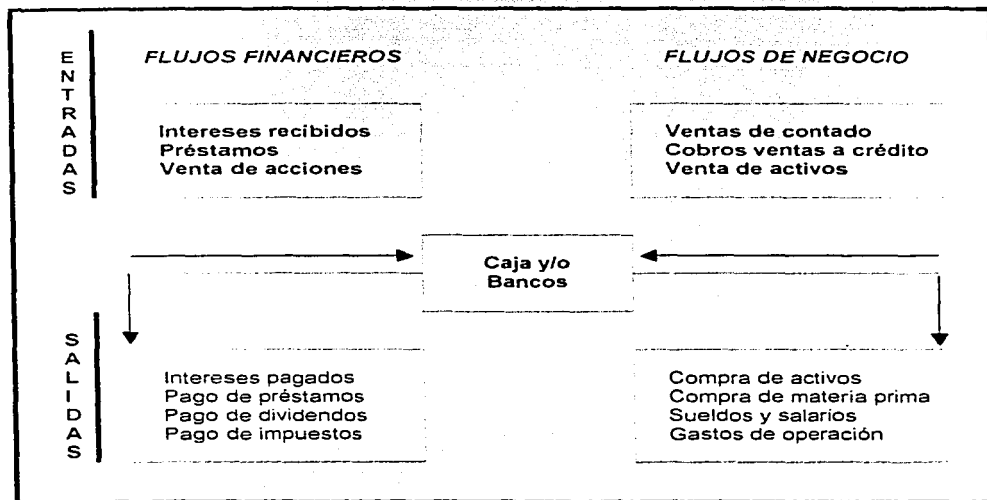 ENTRADAS
FLUJOS FINANCIEROS
FLUJOS DE NEGOCIO
Intereses recibidos
Préstamos
Venta de acciones
Ventas de contado
Cobros ventas a crédito
Venta de activos
Caja y/o
Bancos
SALIDAS
Intereses pagados
Pago de préstamos
Pago de dividendos
Pago de impuestos
Compra de activos
Compra de materia prima
Sueldos y salarios
Gastos de operación